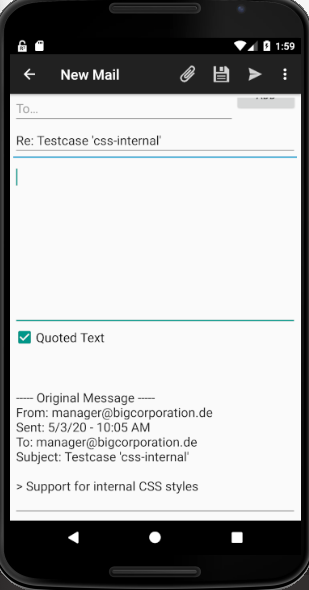 1:59
New Mail
To...
Re: Testcase 'css-internal'
Quoted Text
----- Original Message -----
From: manager@bigcorporation.de
Sent: 5/3/20 - 10:05 AM
To: manager@bigcorporation.de
Subject: Testcase 'css-internal'
> Support for internal CSS styles